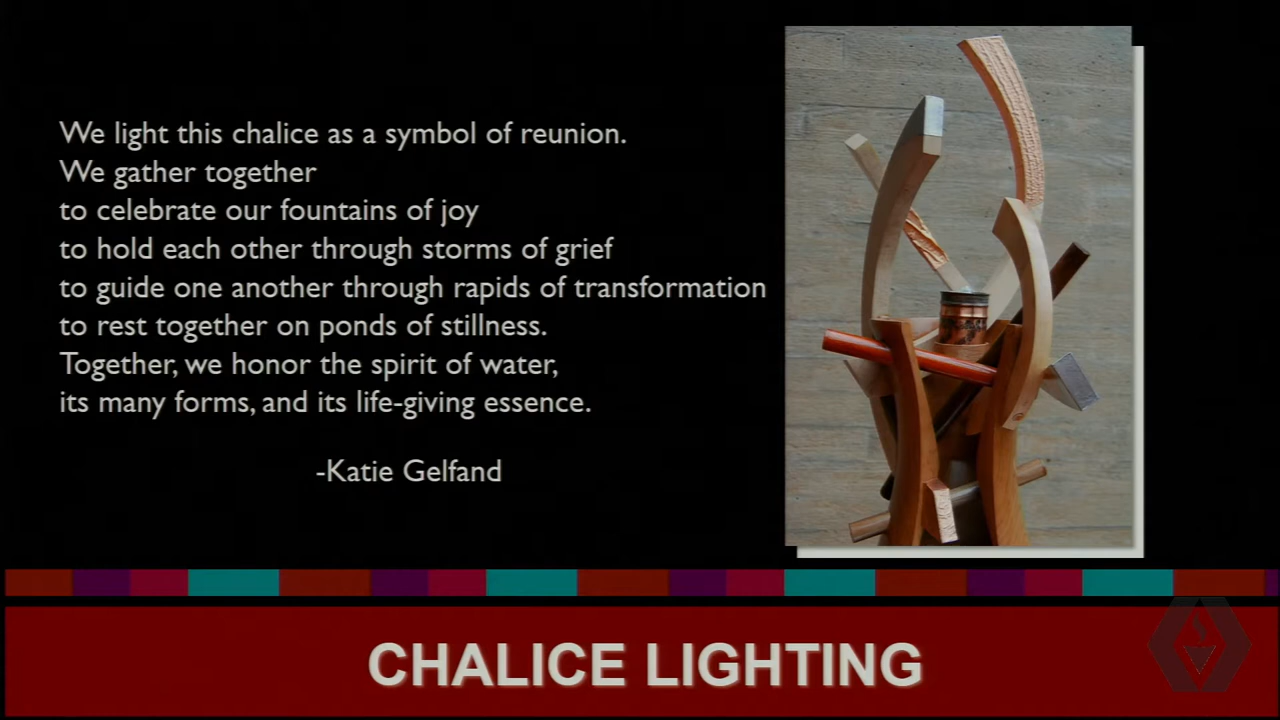 We light this chalice as a symbol of reunion.
We gather together
to celebrate our fountains of joy
to hold each other through storms of grief
to guide one another through rapids of transformation
to rest together on ponds of stillness.
Together, we honor the spirit of water,
its many forms, and its life-giving essence.
-Katie Gelfand
CHALICE LIGHTING